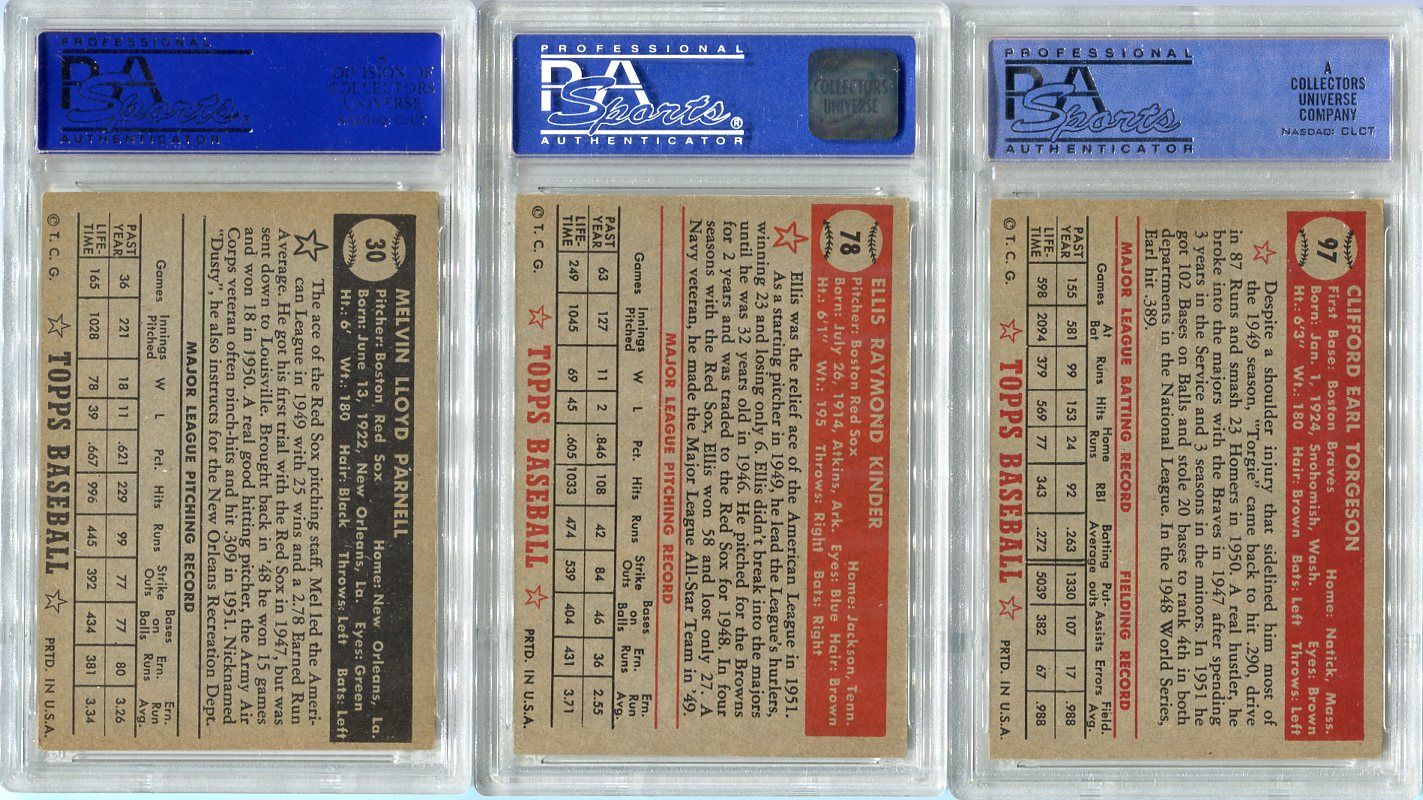 PROFESSIONAL
PSA
Sports
AUTHENTICATOR
A
DIVISION OF
COLLECTORS
UNIVERSE
NASDAQ: CLCT
30
MELVIN LLOYD PARNELL
Pitcher: Boston Red Sox Home: New Orleans, La.
Born: June 13, 1922, New Orleans, La. Eyes: Green
Ht.: 6' Wt.: 180 Hair: Black Throws: Left Bats: Left
The ace of the Red Sox pitching staff, Mel led the Ameri-
can League in 1949 with 25 wins and a 2.78 Earned Run
Average. He got his first trial with the Red Sox in 1947, but was
sent down to Louisville. Brought back in '48 he won 15 games
and won 18 in 1950. A real good hitting pitcher, the Army Air
Corps veteran often pinch-hits and hit .309 in 1951. Nicknamed
"Dusty", he also instructs for the New Orleans Recreation Dept.
MAJOR LEAGUE PITCHING RECORD
Games Innings Pitched W L Pct. Hits Runs Strike Outs Bases on Balls Ern. Runs Ern. Run Avg.
PAST YEAR 36 221 18 11 .621 229 99 77 77 80 3.26
LIFE-TIME 165 1028 78 39 .667 996 445 392 434 381 3.34
© T. C. G. TOPPS BASEBALL PRTD. IN U.S.A.
PROFESSIONAL
PSA
Sports®
AUTHENTICATOR
COLLECTORS
UNIVERSE
78
ELLIS RAYMOND KINDER
Pitcher: Boston Red Sox Home: Jackson, Tenn.
Born: July 26, 1914, Atkins, Ark. Eyes: Blue Hair: Brown
Ht.: 6'1" Wt.: 195 Throws: Right Bats: Right
Ellis was the relief ace of the American League in 1951.
As a starting pitcher in 1949, he lead the League's hurlers,
winning 23 and losing only 6. Ellis didn't break into the majors
until he was 32 years old in 1946. He pitched for the Browns
for 2 years and was traded to the Red Sox for 1948. In four
seasons with the Red Sox, Ellis won 58 and lost only 27. A
Navy veteran, he made the Major League All-Star Team in '49.
MAJOR LEAGUE PITCHING RECORD
Games Innings Pitched W L Pct. Hits Runs Strike Outs Bases on Balls Ern. Runs Ern. Run Avg.
PAST YEAR 63 127 11 2 .846 108 42 84 46 36 2.55
LIFE-TIME 249 1045 69 45 .605 1033 474 539 404 431 3.71
© T. C. G. TOPPS BASEBALL PRTD. IN U.S.A.
PROFESSIONAL
PSA
Sports
AUTHENTICATOR
A
COLLECTORS
UNIVERSE
COMPANY
NASDAQ: CLCT
97
CLIFFORD EARL TORGESON
First Base: Boston Braves Home: Natick, Mass.
Born: Jan. 1, 1924, Snohomish, Wash. Eyes: Brown
Ht.: 6'3" Wt.: 180 Hair: Brown Bats: Left Throws: Left
Despite a shoulder injury that sidelined him most of
the 1949 season, "Torgie" came back to hit .290, drive
in 87 Runs and smash 23 Homers in 1950. A real hustler, he
broke into the majors with the Braves in 1947 after spending
3 years in the Service and 3 seasons in the minors. In 1951 he
got 102 Bases on Balls and stole 20 bases to rank 4th in both
departments in the National League. In the 1948 World Series,
Earl hit .389.
MAJOR LEAGUE BATTING RECORD FIELDING RECORD
Games At Bat Runs Hits Home Runs RBI Batting Average Put-outs Assists Errors Field. Avg.
PAST YEAR 155 581 99 153 24 92 .263 1330 107 17 .988
LIFE-TIME 598 2094 379 569 77 343 .272 5039 382 67 .988
© T. C. G. TOPPS BASEBALL PRTD. IN U.S.A.